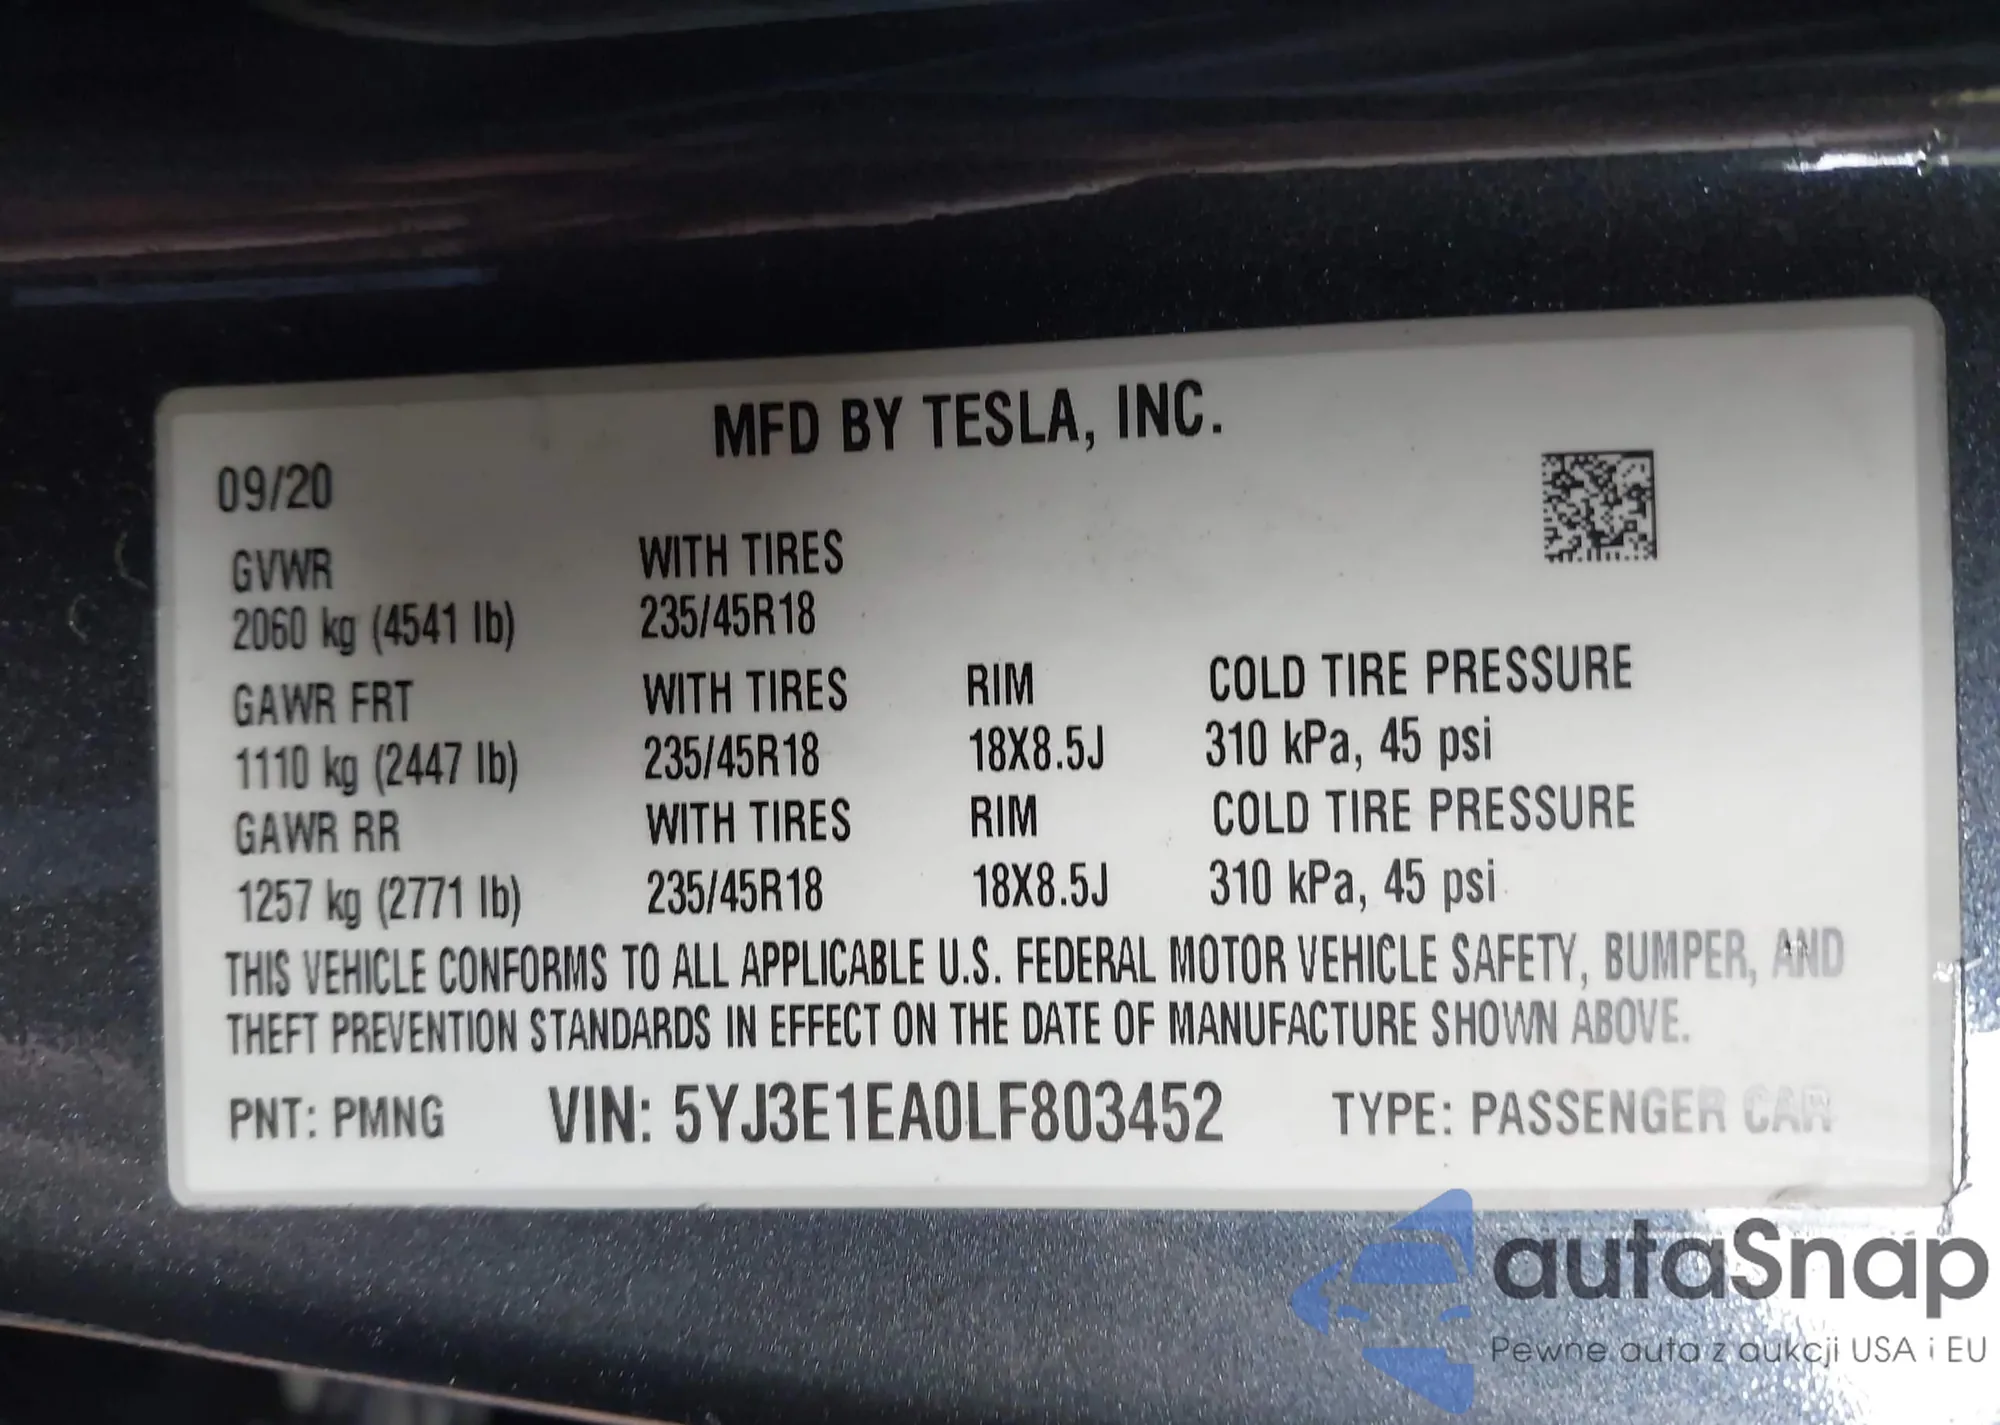 MFD BY TESLA, INC.
09/20
GVWR WITH TIRES
2060 kg (4541 lb) 235/45R18
GAWR FRT WITH TIRES RIM COLD TIRE PRESSURE
1110 kg (2447 lb) 235/45R18 18X8.5J 310 kPa, 45 psi
GAWR RR WITH TIRES RIM COLD TIRE PRESSURE
1257 kg (2771 lb) 235/45R18 18X8.5J 310 kPa, 45 psi
THIS VEHICLE CONFORMS TO ALL APPLICABLE U.S. FEDERAL MOTOR VEHICLE SAFETY, BUMPER, AND
THEFT PREVENTION STANDARDS IN EFFECT ON THE DATE OF MANUFACTURE SHOWN ABOVE.
PNT: PMNG VIN: 5YJ3E1EA0LF803452 TYPE: PASSENGER CAR
autaSnap
Pewne auta z aukcji USA i EU